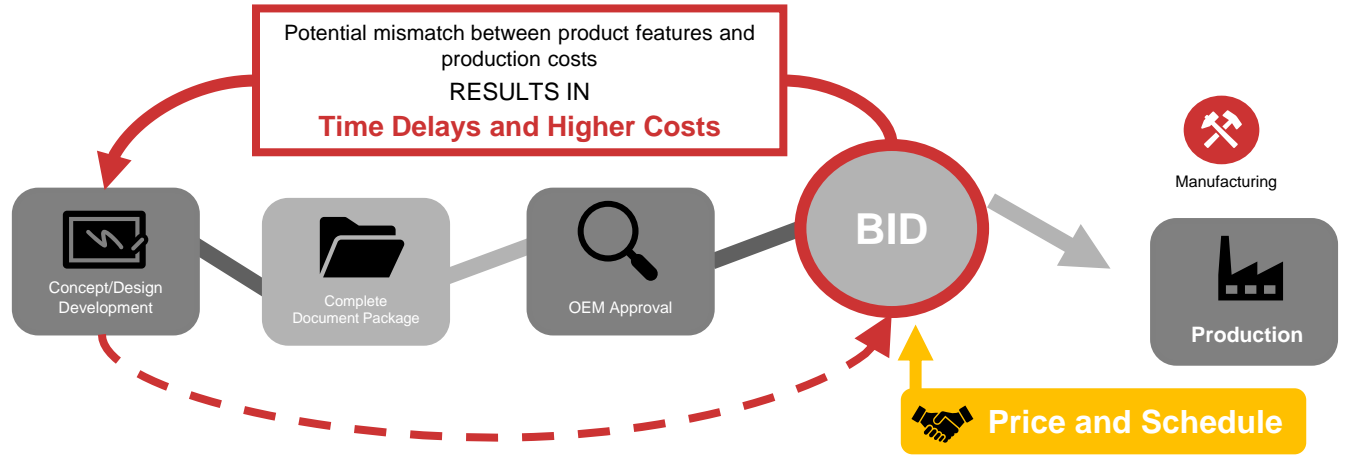 Potential mismatch between product features and
production costs
RESULTS IN
Time Delays and Higher Costs
Manufacturing
BID
Concept/Design
Development
Complete
Document Package
OEM Approval
Production
Price and Schedule